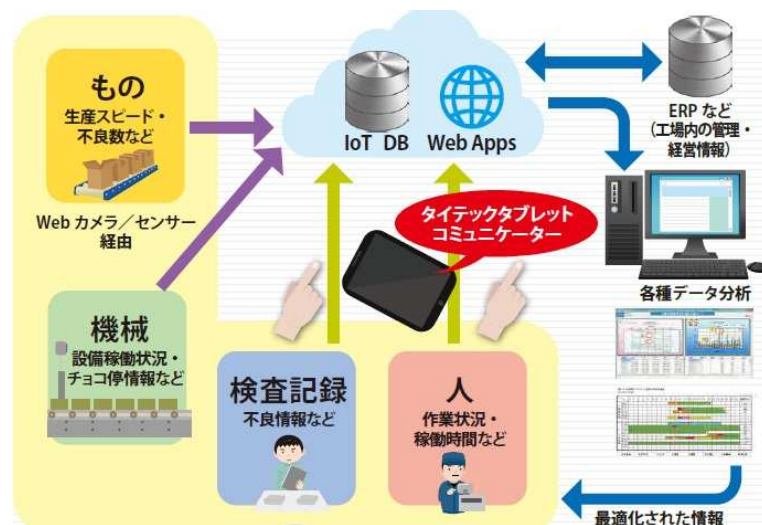 もの
生産スピード・
不良数など
Web カメラ／センサー
経由
機械
設備稼働状況・
チョコ停情報など
IoT DB
Web Apps
タイテックタブレット
コミュニケーター
検査記録
不良情報など
人
作業状況・
稼働時間など
ERP など
（工場内の管理・
経営情報）
各種データ分析
最適化された情報